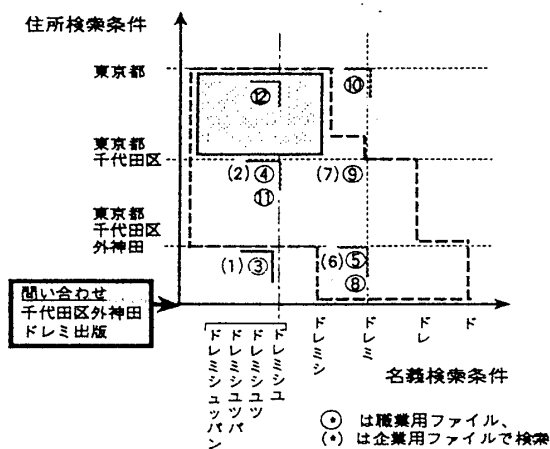 住所検索条件
東京都
⑫
⑩
東京都
千代田区
(2) ④
⑪
(7) ⑨
東京都
千代田区
外神田
(1) ③
(6) ⑤
⑧
問い合わせ
千代田区外神田
ドレミ出版
ドレミシュッパン
ドレミシュツパ
ドレミシュツ
ドレミシュ
ドレミシ
ドレミ
ドレ
ド
名義検索条件
(*) は職業用ファイル、
(*) は企業用ファイルで検索